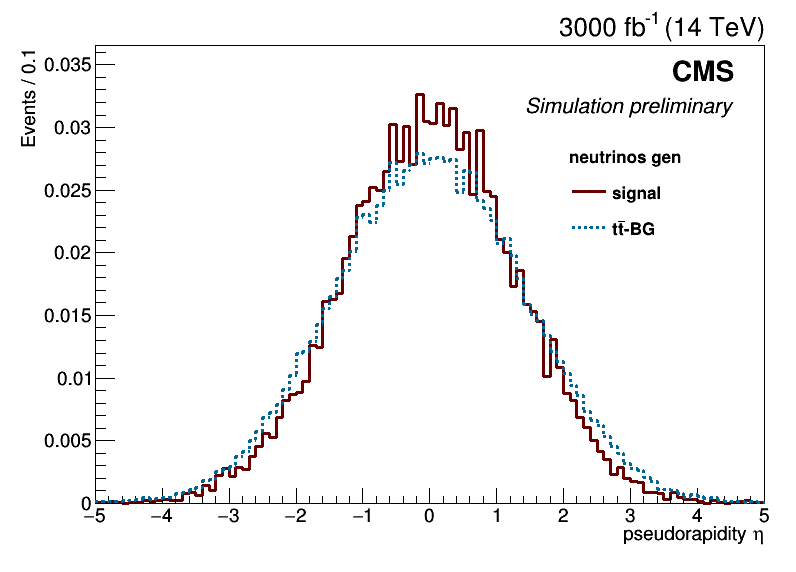 3000 fb⁻¹ (14 TeV)
Events / 0.1
CMS
Simulation preliminary
neutrinos gen
signal
tt̄-BG
0.035
0.03
0.025
0.02
0.015
0.01
0.005
0
−5 −4 −3 −2 −1 0 1 2 3 4 5
pseudorapidity η